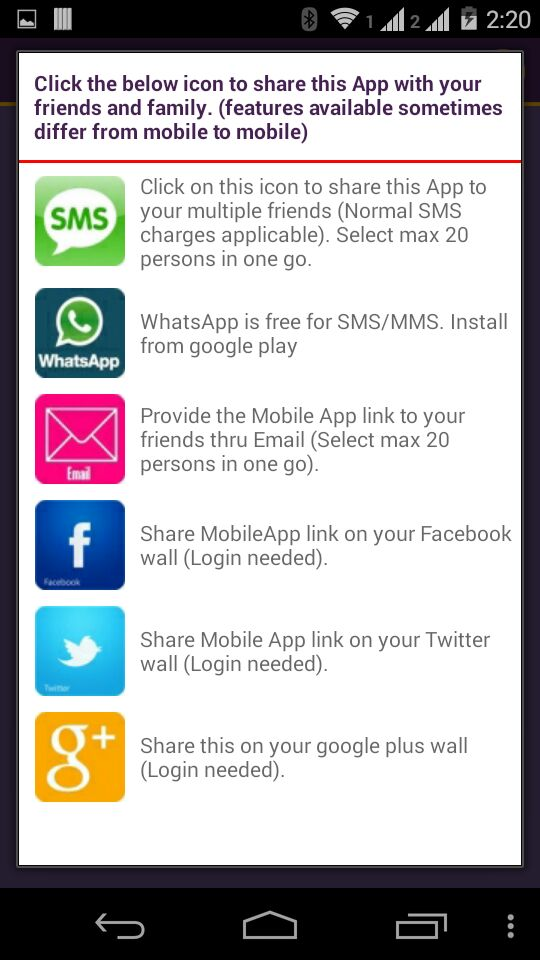 1 2 2:20
Click the below icon to share this App with your
friends and family. (features available sometimes
differ from mobile to mobile)
SMS
Click on this icon to share this App to
your multiple friends (Normal SMS
charges applicable). Select max 20
persons in one go.
WhatsApp
WhatsApp is free for SMS/MMS. Install
from google play
Email
Provide the Mobile App link to your
friends thru Email (Select max 20
persons in one go).
f
Facebook
Share MobileApp link on your Facebook
wall (Login needed).
Twitter
Share Mobile App link on your Twitter
wall (Login needed).
g+
Share this on your google plus wall
(Login needed).